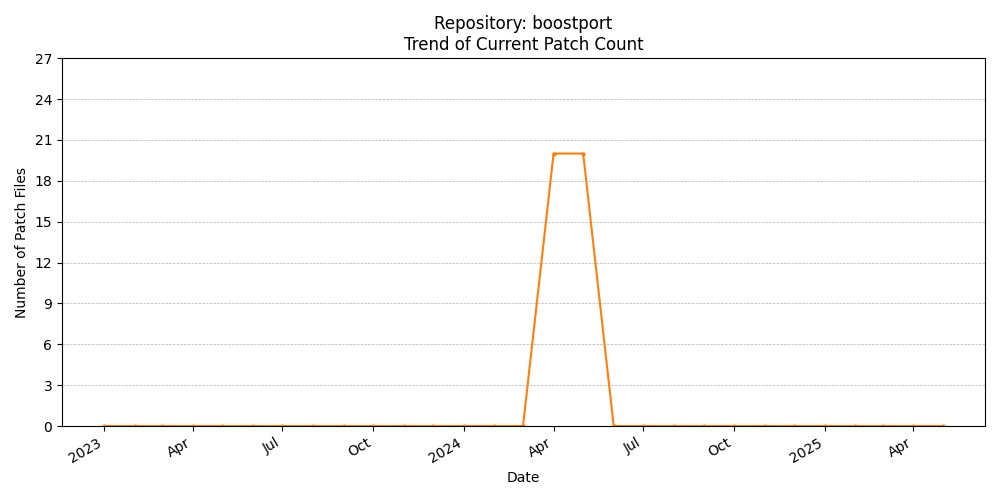 Repository: boostport
Trend of Current Patch Count
27
24
21
18
15
12
9
6
3
0
Number of Patch Files
2023
Apr
Jul
Oct
2024
Apr
Jul
Oct
2025
Apr
Date